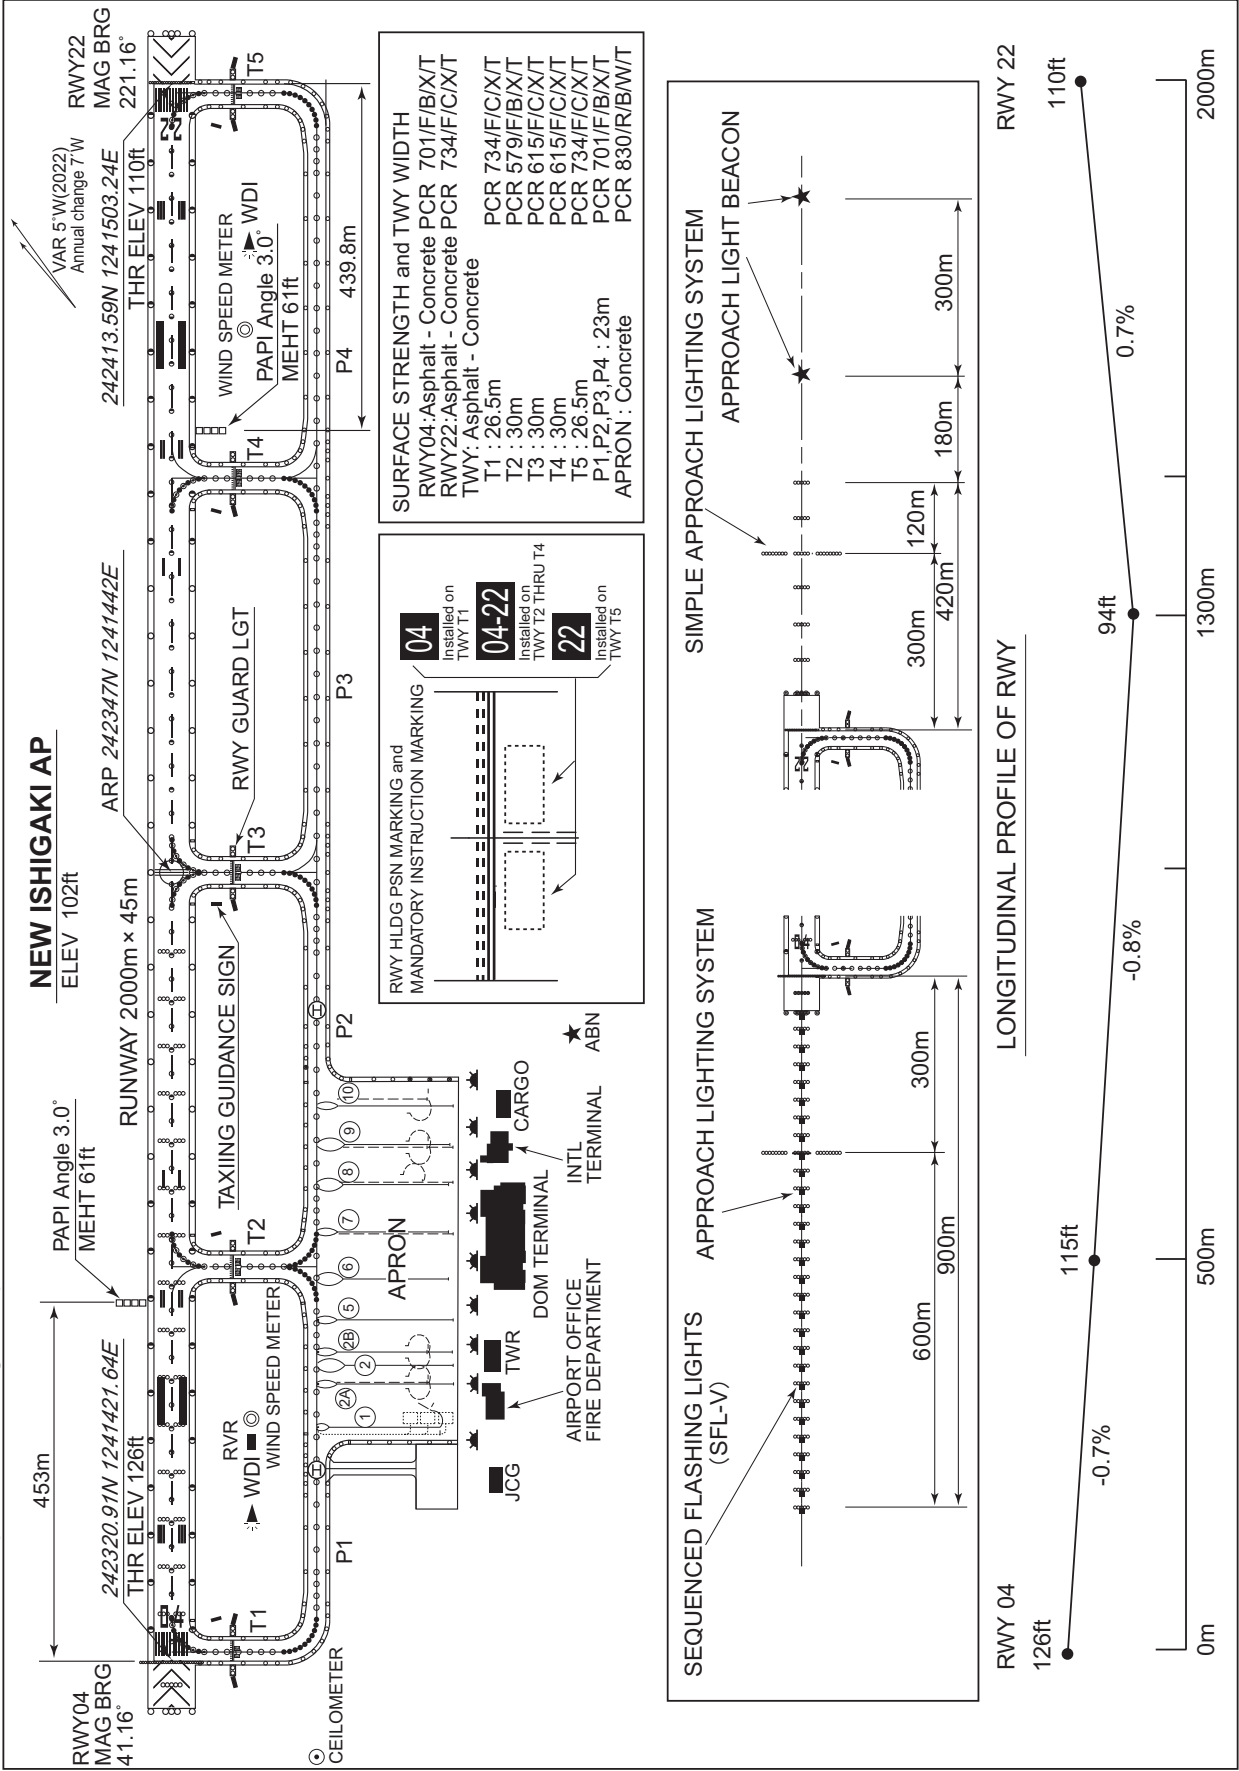 NEW ISHIGAKI AP
ELEV 102ft
RWY04
MAG BRG
41.16°
453m
242320.91N 1241421.64E
THR ELEV 126ft
PAPI Angle 3.0°
MEHT 61ft
RUNWAY 2000m × 45m
ARP 242347N 1241442E
VAR 5°W(2022)
Annual change 7'W
242413.59N 1241503.24E
THR ELEV 110ft
RWY22
MAG BRG
221.16°
04
22
T1
RVR
WDI
WIND SPEED METER
T2
TAXIING GUIDANCE SIGN
T3
RWY GUARD LGT
T4
WIND SPEED METER
WDI
PAPI Angle 3.0°
MEHT 61ft
T5
439.8m
CEILOMETER
P1
H
P2
H
P3
P4
1
2A
2
2B
5
6
7
8
9
10
APRON
JCG
TWR
AIRPORT OFFICE
FIRE DEPARTMENT
DOM TERMINAL
INTL
TERMINAL
CARGO
ABN
RWY HLDG PSN MARKING and
MANDATORY INSTRUCTION MARKING
04
Installed on
TWY T1
04-22
Installed on
TWY T2 THRU T4
22
Installed on
TWY T5
SURFACE STRENGTH and TWY WIDTH
RWY04:Asphalt - Concrete PCR 701/F/B/X/T
RWY22:Asphalt - Concrete PCR 734/F/C/X/T
TWY: Asphalt - Concrete
T1 : 26.5m PCR 734/F/C/X/T
T2 : 30m PCR 579/F/B/X/T
T3 : 30m PCR 615/F/C/X/T
T4 : 30m PCR 615/F/C/X/T
T5 : 26.5m PCR 734/F/C/X/T
P1,P2,P3,P4 : 23m PCR 701/F/B/X/T
APRON : Concrete PCR 830/R/B/W/T
SEQUENCED FLASHING LIGHTS
(SFL-V)
APPROACH LIGHTING SYSTEM
04
600m
300m
900m
SIMPLE APPROACH LIGHTING SYSTEM
APPROACH LIGHT BEACON
22
300m
120m
420m
180m
300m
LONGITUDINAL PROFILE OF RWY
RWY 04
RWY 22
126ft
115ft
94ft
110ft
-0.7%
-0.8%
0.7%
0m
500m
1300m
2000m